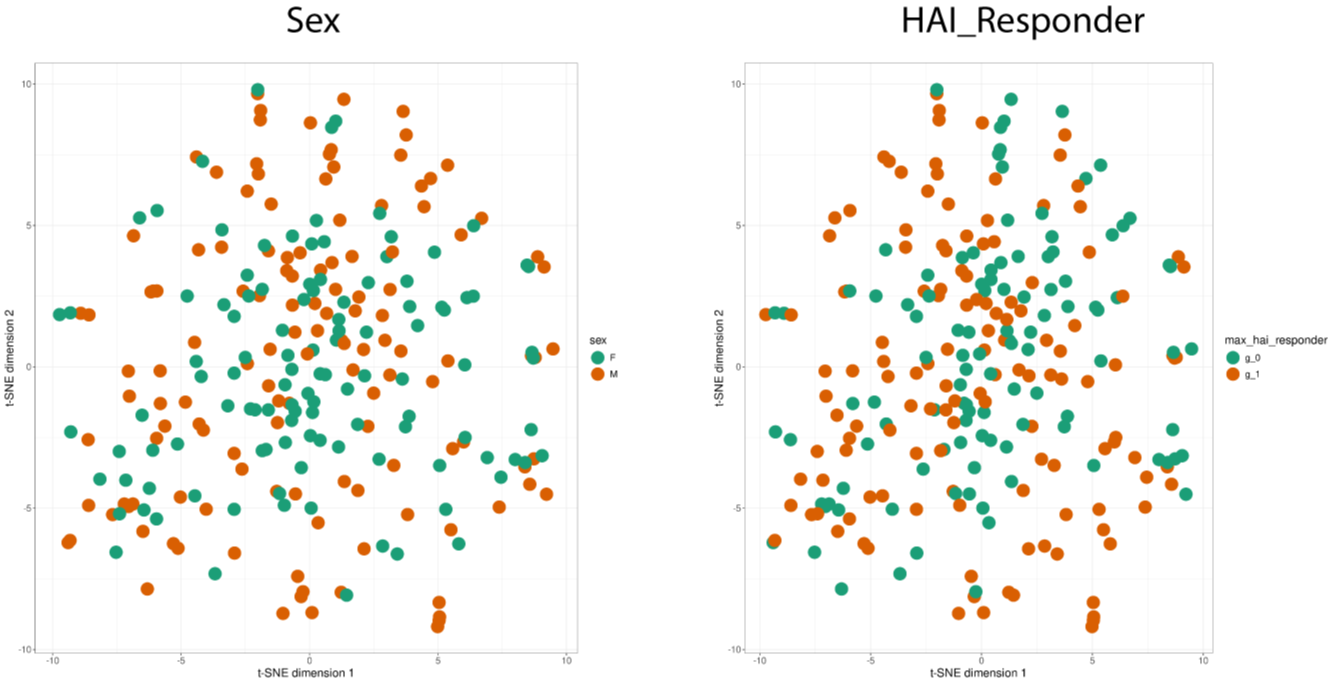 Sex
HAI_Responder
10
5
0
-5
-10
t-SNE dimension 2
-10
-5
0
5
10
t-SNE dimension 1
sex
F
M
10
5
0
-5
-10
t-SNE dimension 2
-10
-5
0
5
10
t-SNE dimension 1
max_hai_responder
g_0
g_1